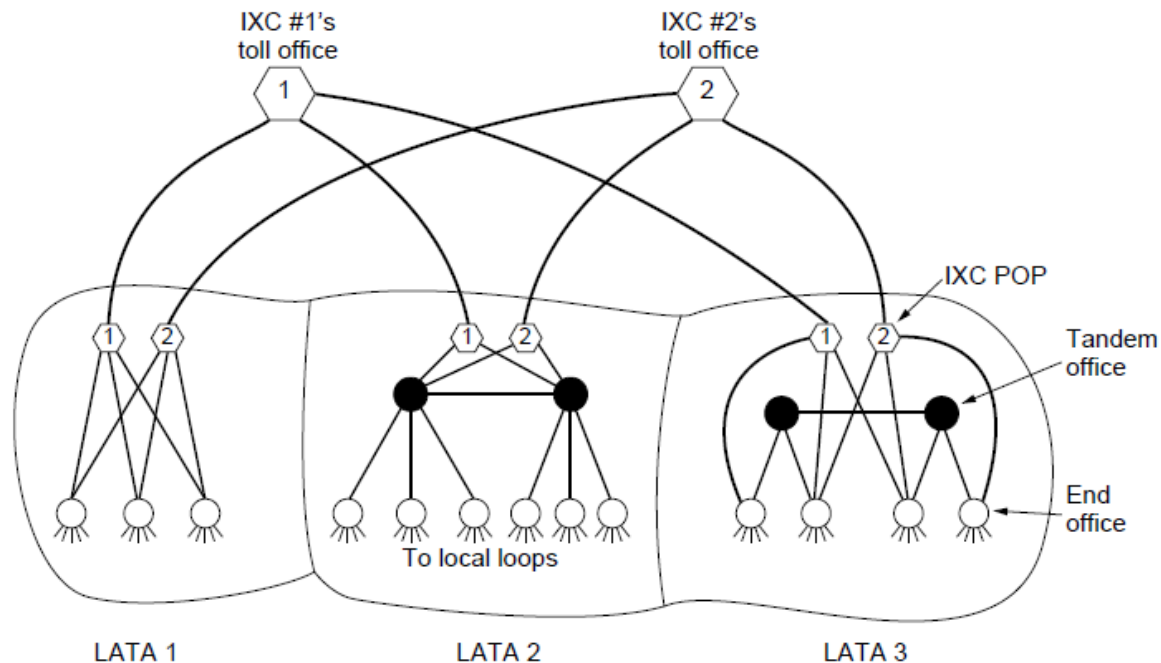 IXC #1's
toll office
IXC #2's
toll office
1
2
IXC POP
1
2
1
2
1
2
Tandem
office
End
office
To local loops
LATA 1
LATA 2
LATA 3